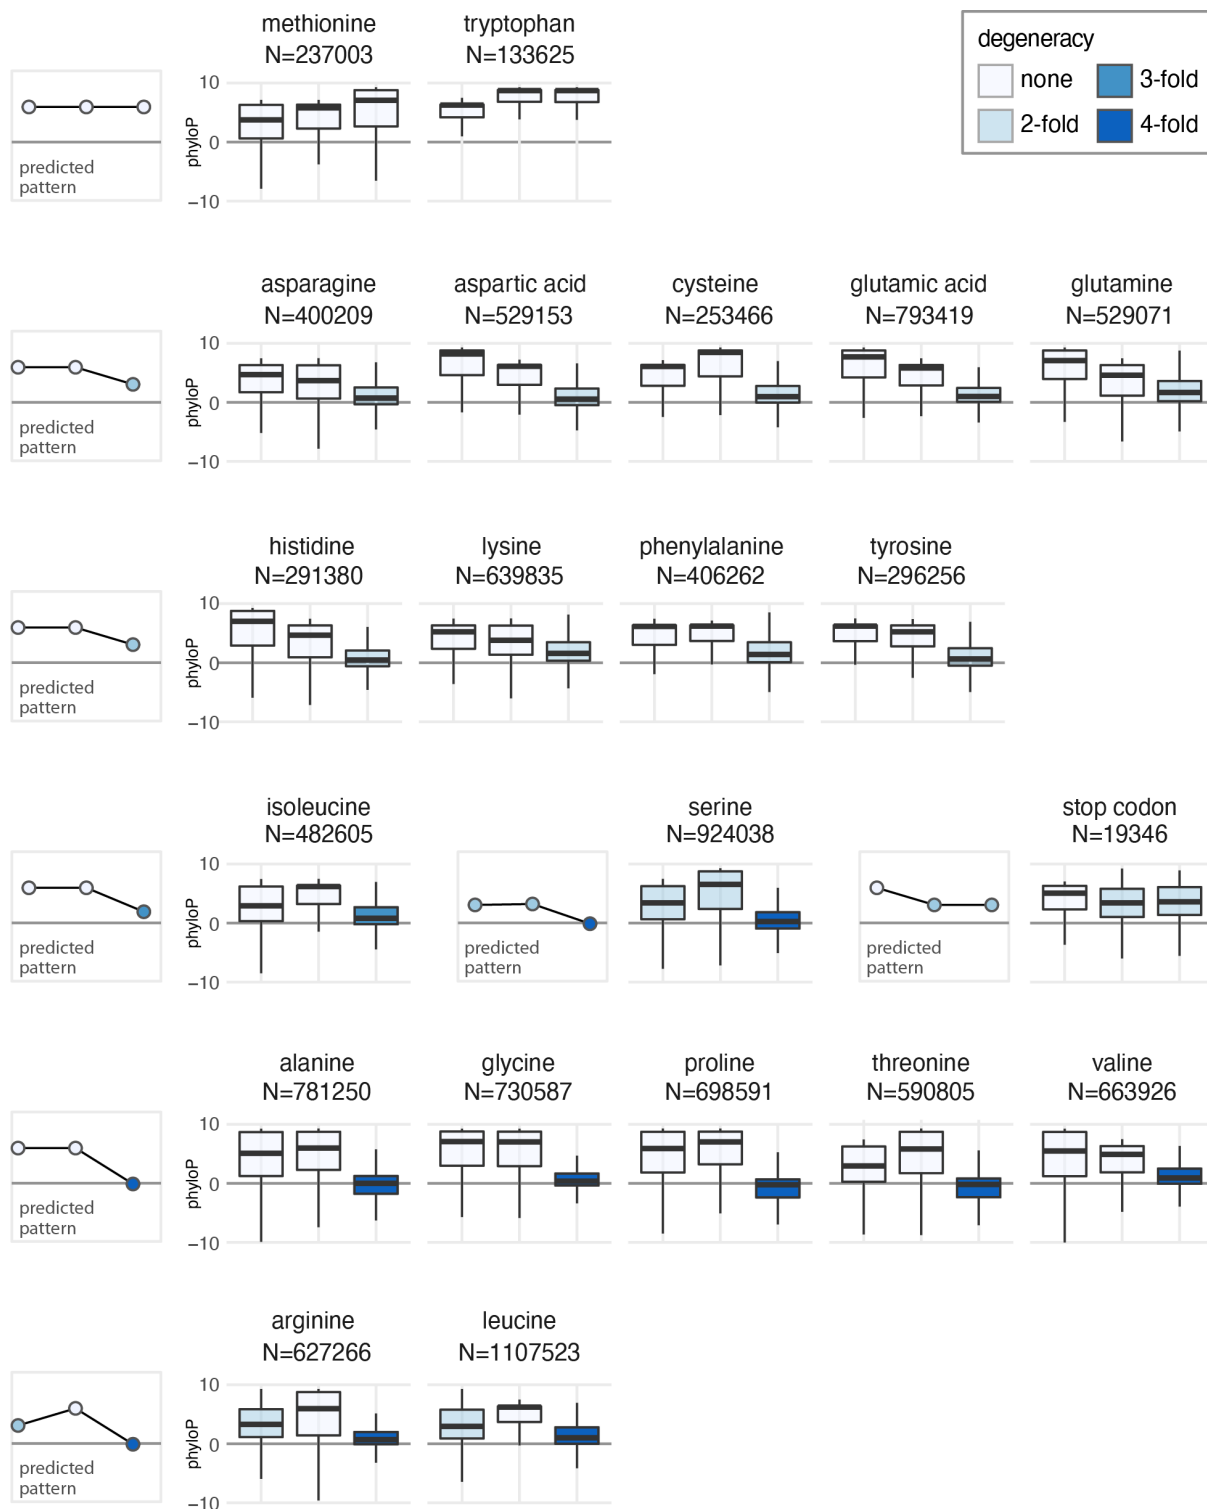 methionine tryptophan
N=237003 N=133625
degeneracy
none 3-fold
2-fold 4-fold
10
phyloP
0
−10
predicted
pattern
asparagine aspartic acid cysteine glutamic acid glutamine
N=400209 N=529153 N=253466 N=793419 N=529071
10
phyloP
0
−10
predicted
pattern
histidine lysine phenylalanine tyrosine
N=291380 N=639835 N=406262 N=296256
10
phyloP
0
−10
predicted
pattern
isoleucine serine stop codon
N=482605 N=924038 N=19346
10
phyloP
0
−10
predicted
pattern
predicted
pattern
predicted
pattern
alanine glycine proline threonine valine
N=781250 N=730587 N=698591 N=590805 N=663926
10
phyloP
0
−10
predicted
pattern
arginine leucine
N=627266 N=1107523
10
phyloP
0
−10
predicted
pattern